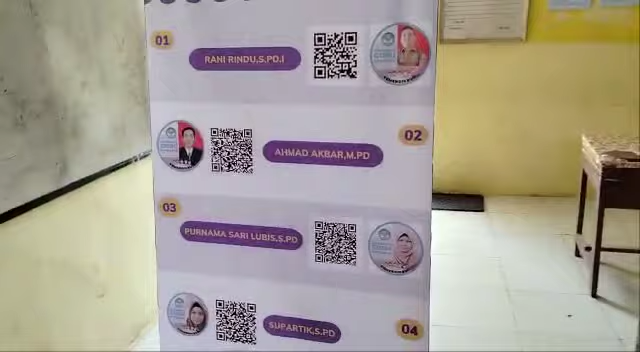 01
RANI RINDU,S.PD.I
02
AHMAD AKBAR,M.PD
03
PURNAMA SARI LUBIS,S.PD
SUPARTIK,S.PD
04